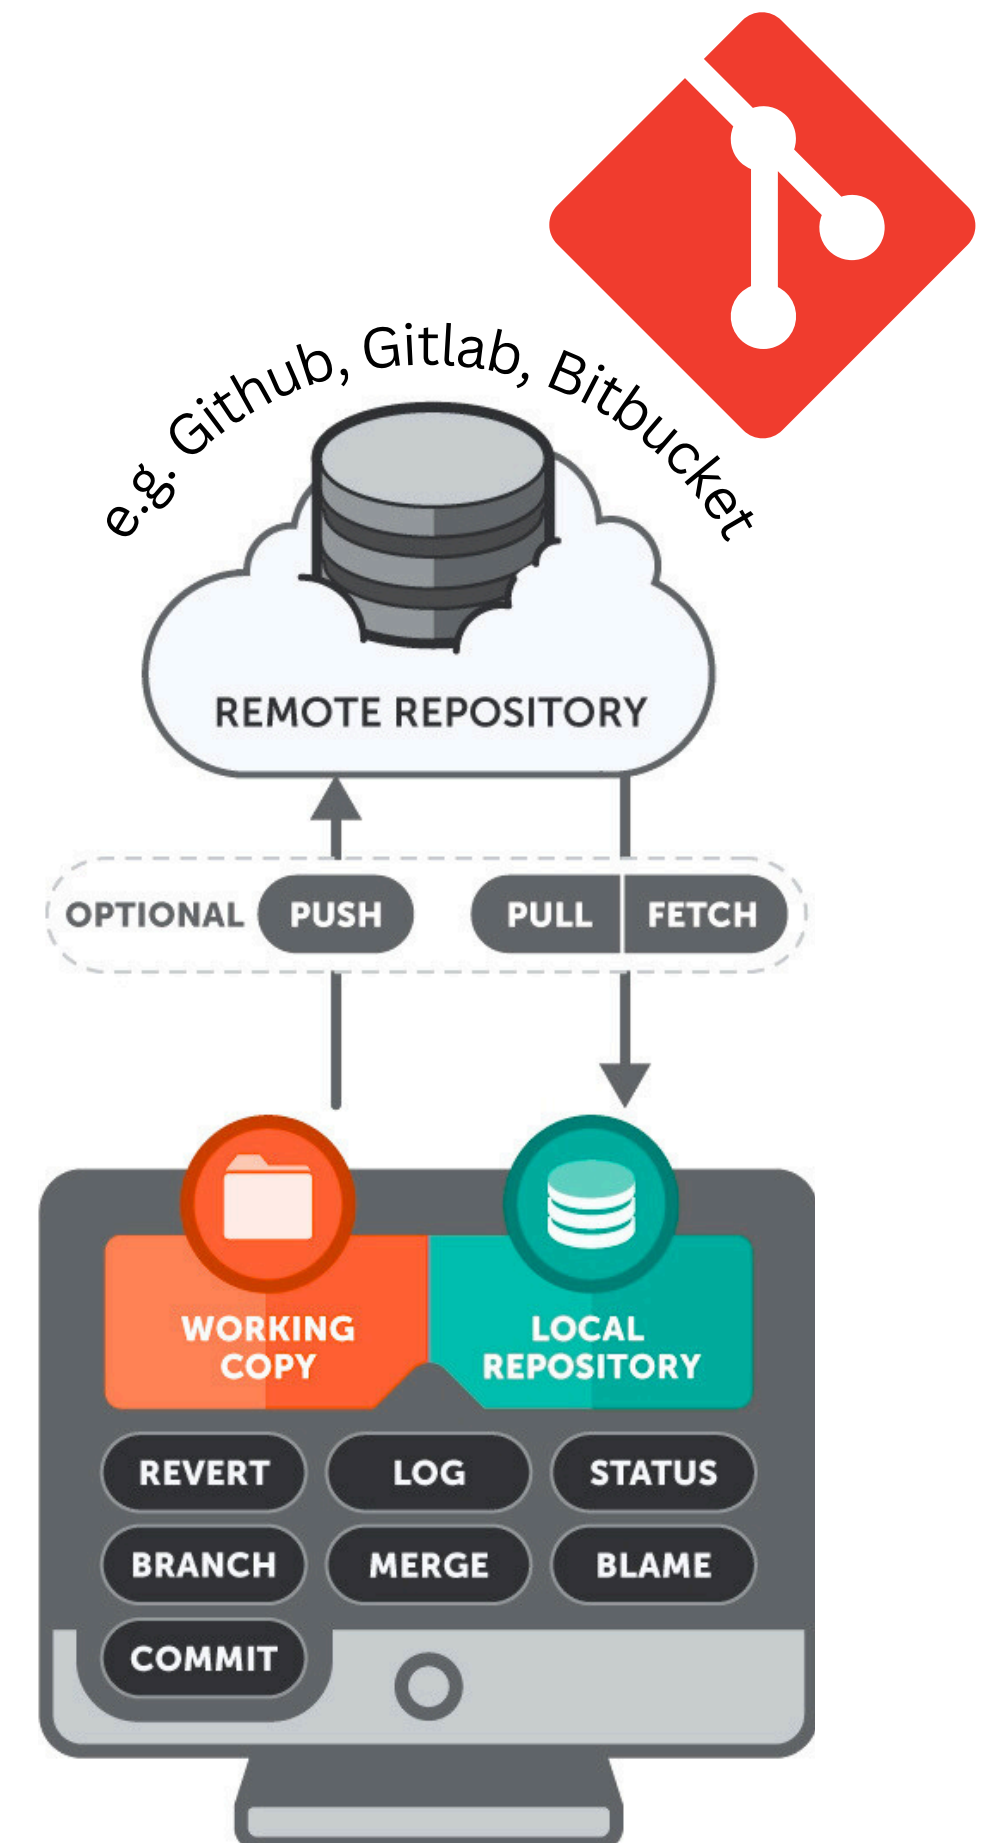 e.g. Github, Gitlab, Bitbucket
REMOTE REPOSITORY
OPTIONAL PUSH PULL FETCH
WORKING
COPY
LOCAL
REPOSITORY
REVERT LOG STATUS
BRANCH MERGE BLAME
COMMIT